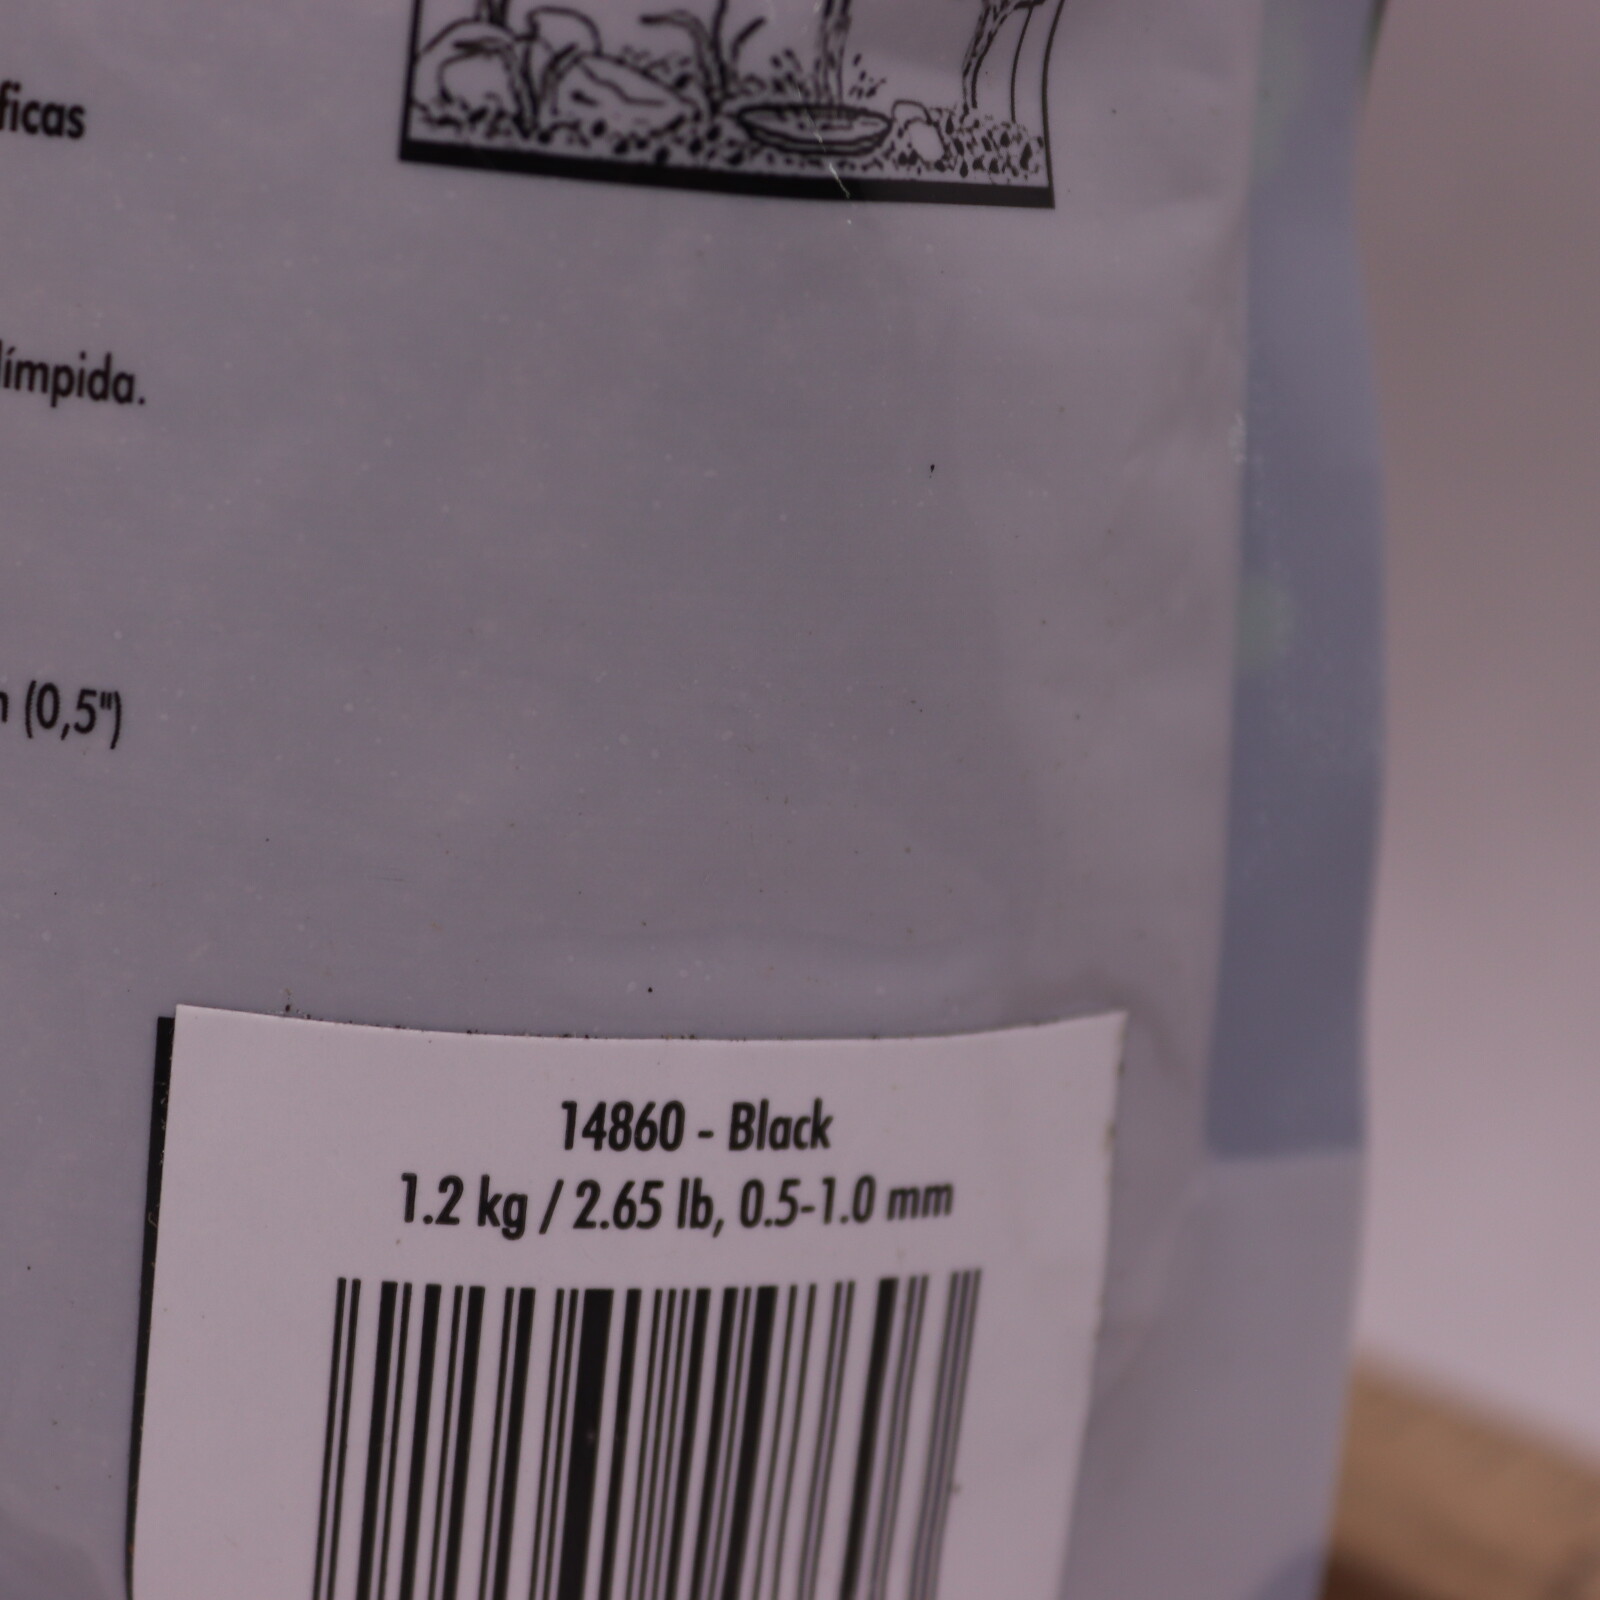 ficas
límpida.
(0,5")
14860 - Black
1.2 kg / 2.65 lb, 0.5-1.0 mm